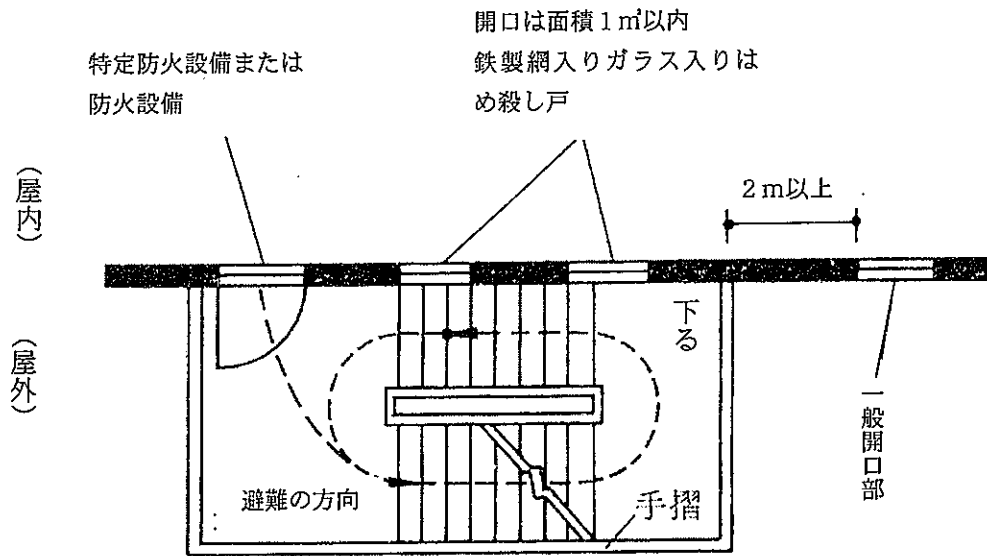 開口は面積1㎡以内
鉄製網入りガラス入りは
め殺し戸
特定防火設備または
防火設備
(屋内)
2m以上
下る
(屋外)
一般開口部
避難の方向
手摺